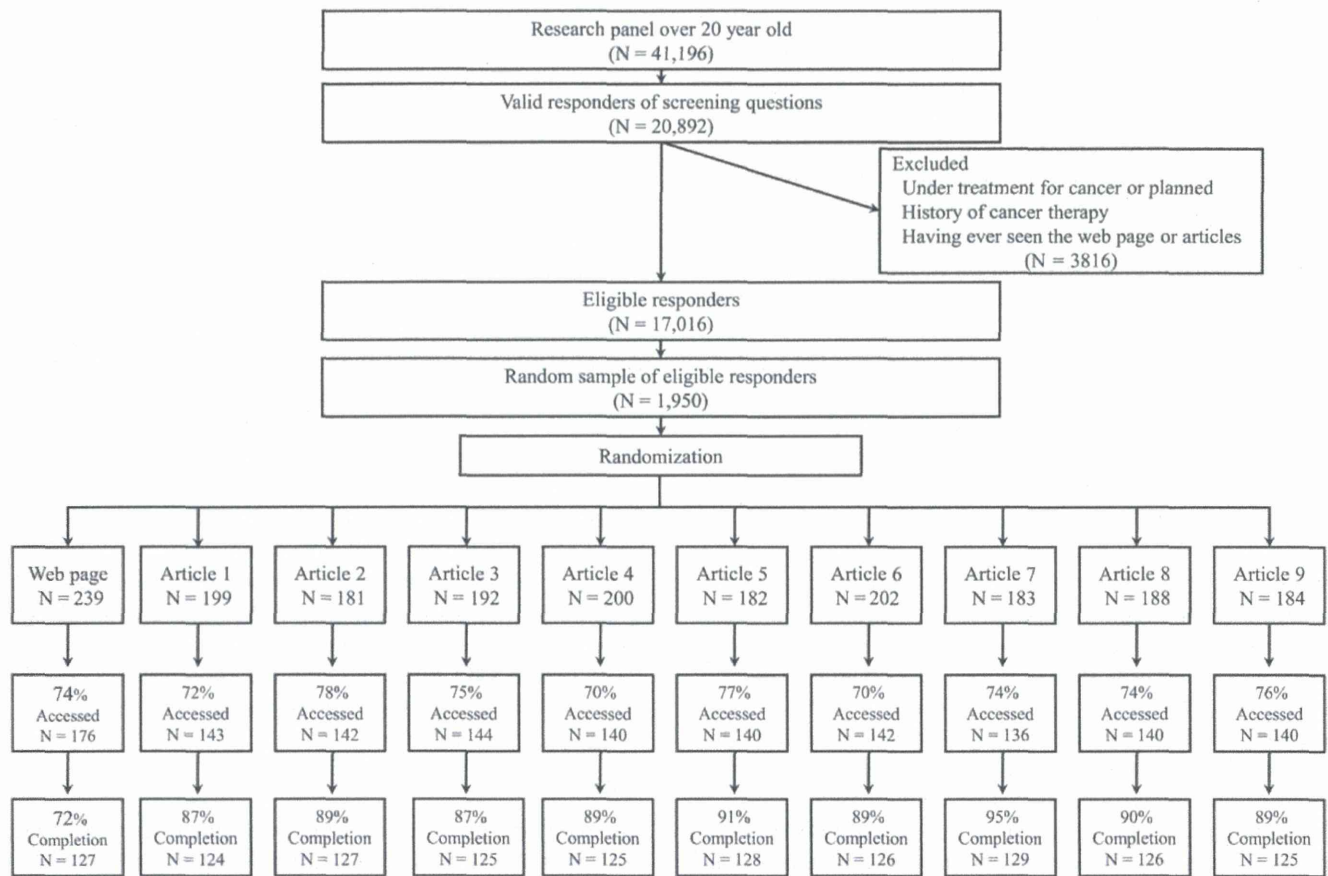 Research panel over 20 year old
(N = 41,196)
Valid responders of screening questions
(N = 20,892)
Excluded
Under treatment for cancer or planned
History of cancer therapy
Having ever seen the web page or articles
(N = 3816)
Eligible responders
(N = 17,016)
Random sample of eligible responders
(N = 1,950)
Randomization
Web page
N = 239
Article 1
N = 199
Article 2
N = 181
Article 3
N = 192
Article 4
N = 200
Article 5
N = 182
Article 6
N = 202
Article 7
N = 183
Article 8
N = 188
Article 9
N = 184
74%
Accessed
N = 176
72%
Accessed
N = 143
78%
Accessed
N = 142
75%
Accessed
N = 144
70%
Accessed
N = 140
77%
Accessed
N = 140
70%
Accessed
N = 142
74%
Accessed
N = 136
74%
Accessed
N = 140
76%
Accessed
N = 140
72%
Completion
N = 127
87%
Completion
N = 124
89%
Completion
N = 127
87%
Completion
N = 125
89%
Completion
N = 125
91%
Completion
N = 128
89%
Completion
N = 126
95%
Completion
N = 129
90%
Completion
N = 126
89%
Completion
N = 125